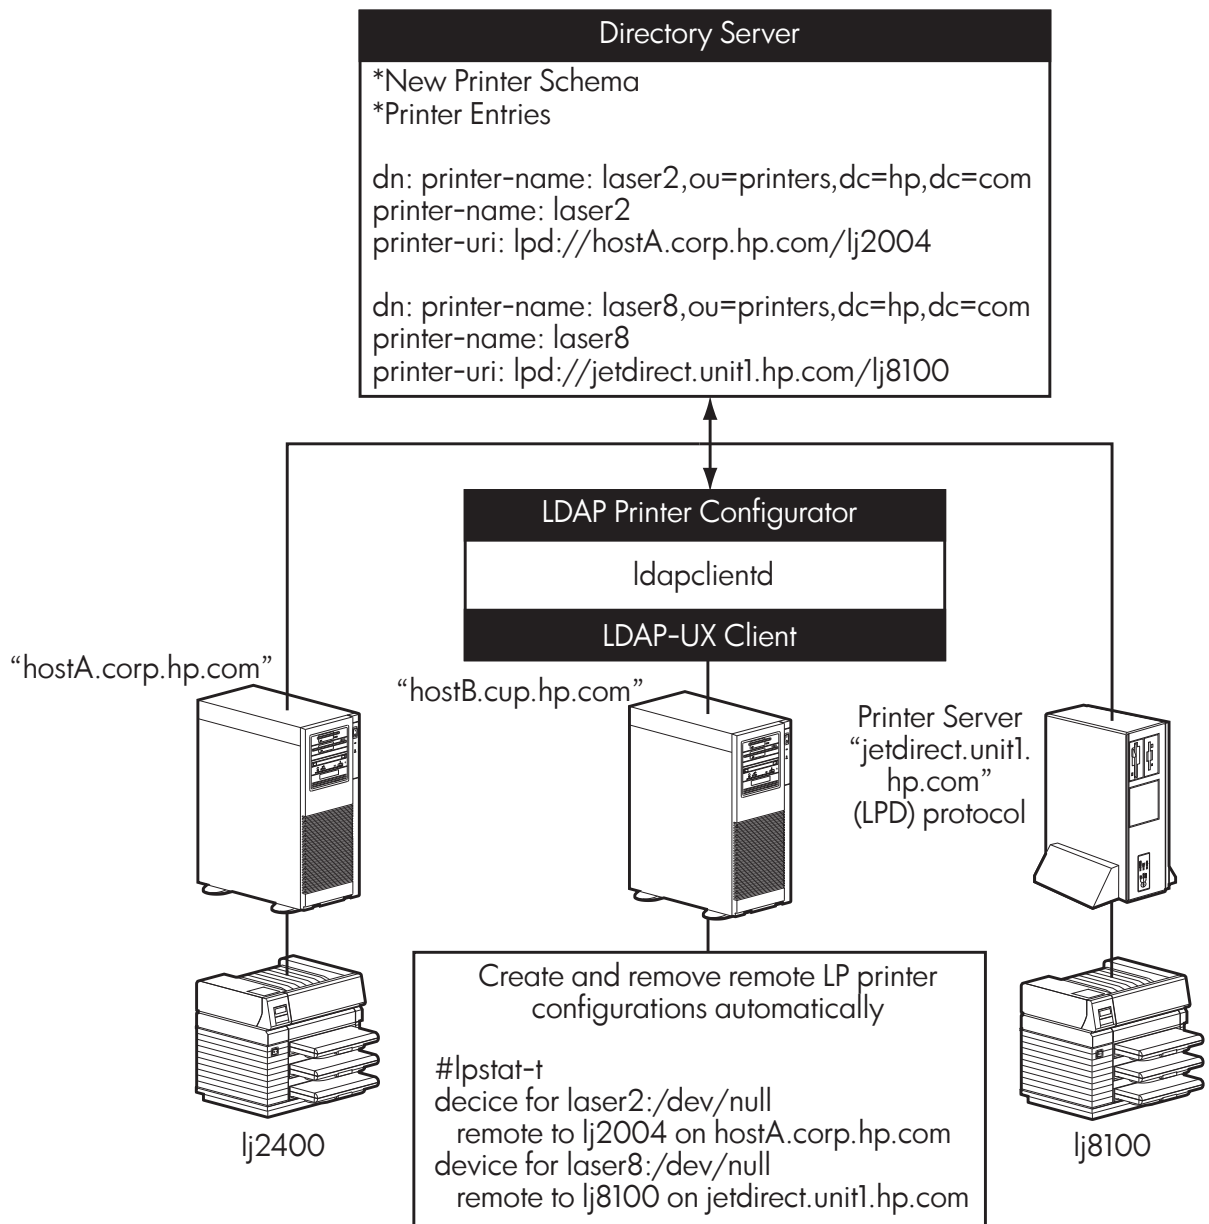 Directory Server
*New Printer Schema
*Printer Entries
dn: printer-name: laser2,ou=printers,dc=hp,dc=com
printer-name: laser2
printer-uri: lpd://hostA.corp.hp.com/lj2004
dn: printer-name: laser8,ou=printers,dc=hp,dc=com
printer-name: laser8
printer-uri: lpd://jetdirect.unit1.hp.com/lj8100
LDAP Printer Configurator
ldapclientd
LDAP-UX Client
“hostA.corp.hp.com”
“hostB.cup.hp.com”
Printer Server
“jetdirect.unit1.
hp.com”
(LPD) protocol
Create and remove remote LP printer
configurations automatically
#lpstat-t
decice for laser2:/dev/null
remote to lj2004 on hostA.corp.hp.com
device for laser8:/dev/null
remote to lj8100 on jetdirect.unit1.hp.com
lj2400
lj8100